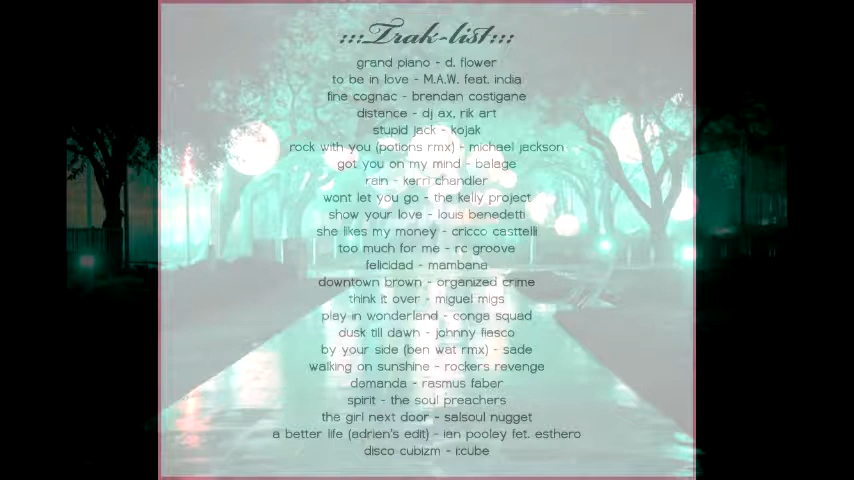 :::Trak-list:::
grand piano - d. flower
to be in love - M.A.W. feat. india
fine cognac - brendan costigane
distance - dj ax, rik art
stupid jack - kojak
rock with you (potions rmx) - michael jackson
got you on my mind - balage
rain - kerri chandler
wont let you go - the kelly project
show your love - louis benedetti
she likes my money - cricco casttelli
too much for me - rc groove
felicidad - mambana
downtown brown - organized crime
think it over - miguel migs
play in wonderland - conga squad
dusk till dawn - johnny fiasco
by your side (ben wat rmx) - sade
walking on sunshine - rockers revenge
demanda - rasmus faber
spirit - the soul preachers
the girl next door - salsoul nugget
a better life (adrien's edit) - ian pooley fet. esthero
disco cubizm - i:cube